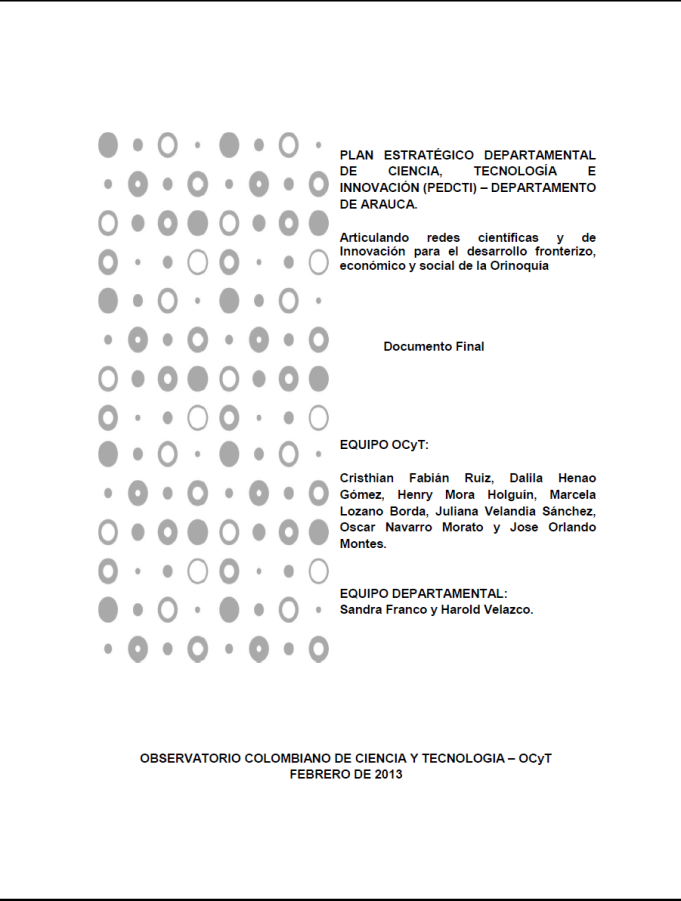 PLAN ESTRATÉGICO DEPARTAMENTAL
DE CIENCIA, TECNOLOGÍA E
INNOVACIÓN (PEDCTI) – DEPARTAMENTO
DE ARAUCA.
Articulando redes científicas y de
Innovación para el desarrollo fronterizo,
económico y social de la Orinoquía
Documento Final
EQUIPO OCyT:
Cristhian Fabián Ruiz, Dalila Henao
Gómez, Henry Mora Holguín, Marcela
Lozano Borda, Juliana Velandia Sánchez,
Oscar Navarro Morato y Jose Orlando
Montes.
EQUIPO DEPARTAMENTAL:
Sandra Franco y Harold Velazco.
OBSERVATORIO COLOMBIANO DE CIENCIA Y TECNOLOGIA – OCyT
FEBRERO DE 2013